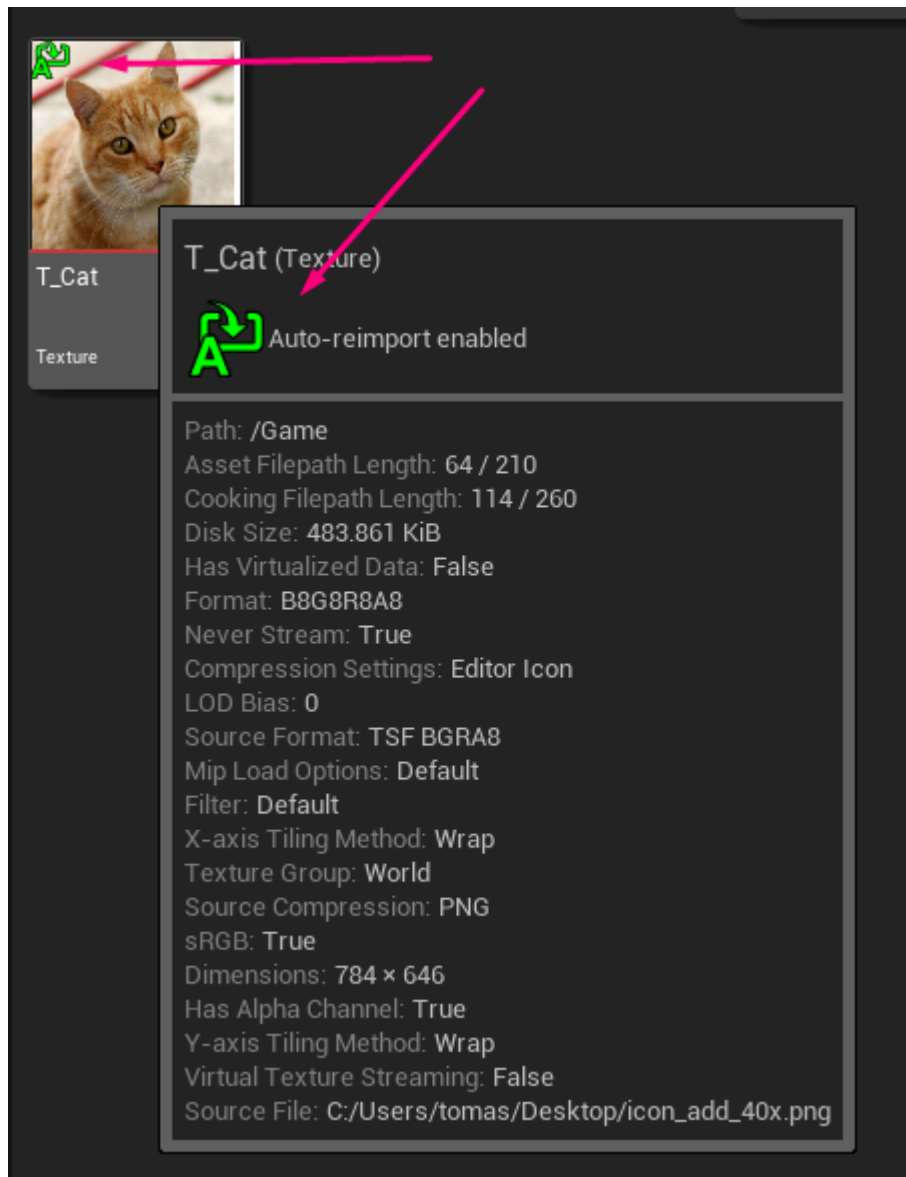 T_Cat
Texture
T_Cat (Texture)
A Auto-reimport enabled
Path: /Game
Asset Filepath Length: 64 / 210
Cooking Filepath Length: 114 / 260
Disk Size: 483.861 KiB
Has Virtualized Data: False
Format: B8G8R8A8
Never Stream: True
Compression Settings: Editor Icon
LOD Bias: 0
Source Format: TSF BGRA8
Mip Load Options: Default
Filter: Default
X-axis Tiling Method: Wrap
Texture Group: World
Source Compression: PNG
sRGB: True
Dimensions: 784 × 646
Has Alpha Channel: True
Y-axis Tiling Method: Wrap
Virtual Texture Streaming: False
Source File: C:/Users/tomas/Desktop/icon_add_40x.png